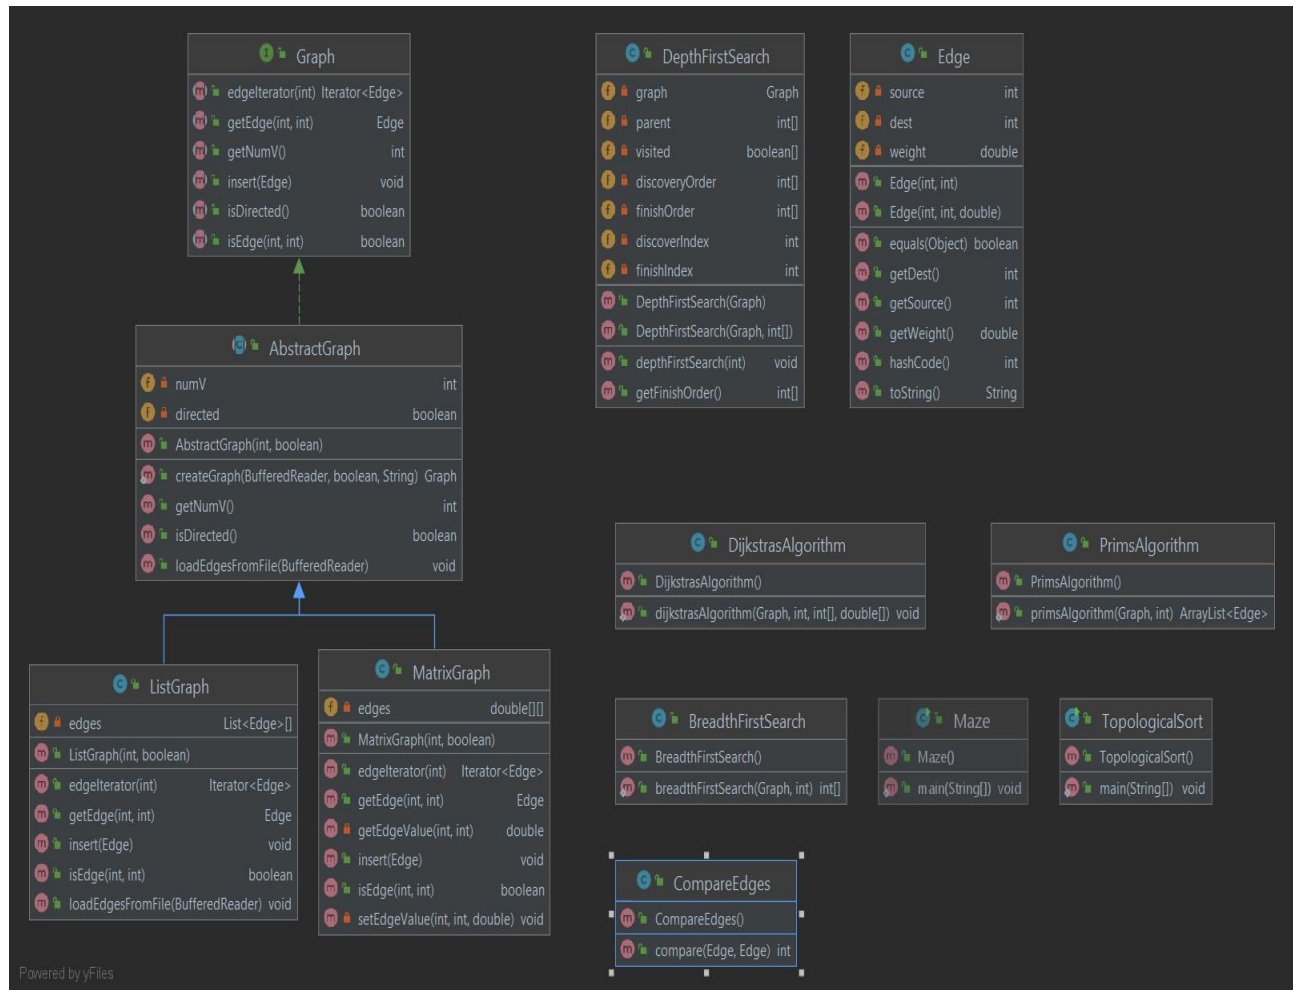 Graph
edgeIterator(int) Iterator<Edge>
getEdge(int, int) Edge
getNumV() int
insert(Edge) void
isDirected() boolean
isEdge(int, int) boolean
DepthFirstSearch
graph Graph
parent int[]
visited boolean[]
discoveryOrder int[]
finishOrder int[]
discoverIndex int
finishIndex int
DepthFirstSearch(Graph)
DepthFirstSearch(Graph, int[])
depthFirstSearch(int) void
getFinishOrder() int[]
Edge
source int
dest int
weight double
Edge(int, int)
Edge(int, int, double)
equals(Object) boolean
getDest() int
getSource() int
getWeight() double
hashCode() int
toString() String
AbstractGraph
numV int
directed boolean
AbstractGraph(int, boolean)
createGraph(BufferedReader, boolean, String) Graph
getNumV() int
isDirected() boolean
loadEdgesFromFile(BufferedReader) void
DijkstrasAlgorithm
DijkstrasAlgorithm()
dijkstrasAlgorithm(Graph, int, int[], double[]) void
PrimsAlgorithm
PrimsAlgorithm()
primsAlgorithm(Graph, int) ArrayList<Edge>
ListGraph
edges List<Edge>[]
ListGraph(int, boolean)
edgeIterator(int) Iterator<Edge>
getEdge(int, int) Edge
insert(Edge) void
isEdge(int, int) boolean
loadEdgesFromFile(BufferedReader) void
MatrixGraph
edges double[][]
MatrixGraph(int, boolean)
edgeIterator(int) Iterator<Edge>
getEdge(int, int) Edge
getEdgeValue(int, int) double
insert(Edge) void
isEdge(int, int) boolean
setEdgeValue(int, int, double) void
BreadthFirstSearch
BreadthFirstSearch()
breadthFirstSearch(Graph, int) int[]
Maze
Maze()
main(String[]) void
TopologicalSort
TopologicalSort()
main(String[]) void
CompareEdges
CompareEdges()
compare(Edge, Edge) int
Powered by yFiles